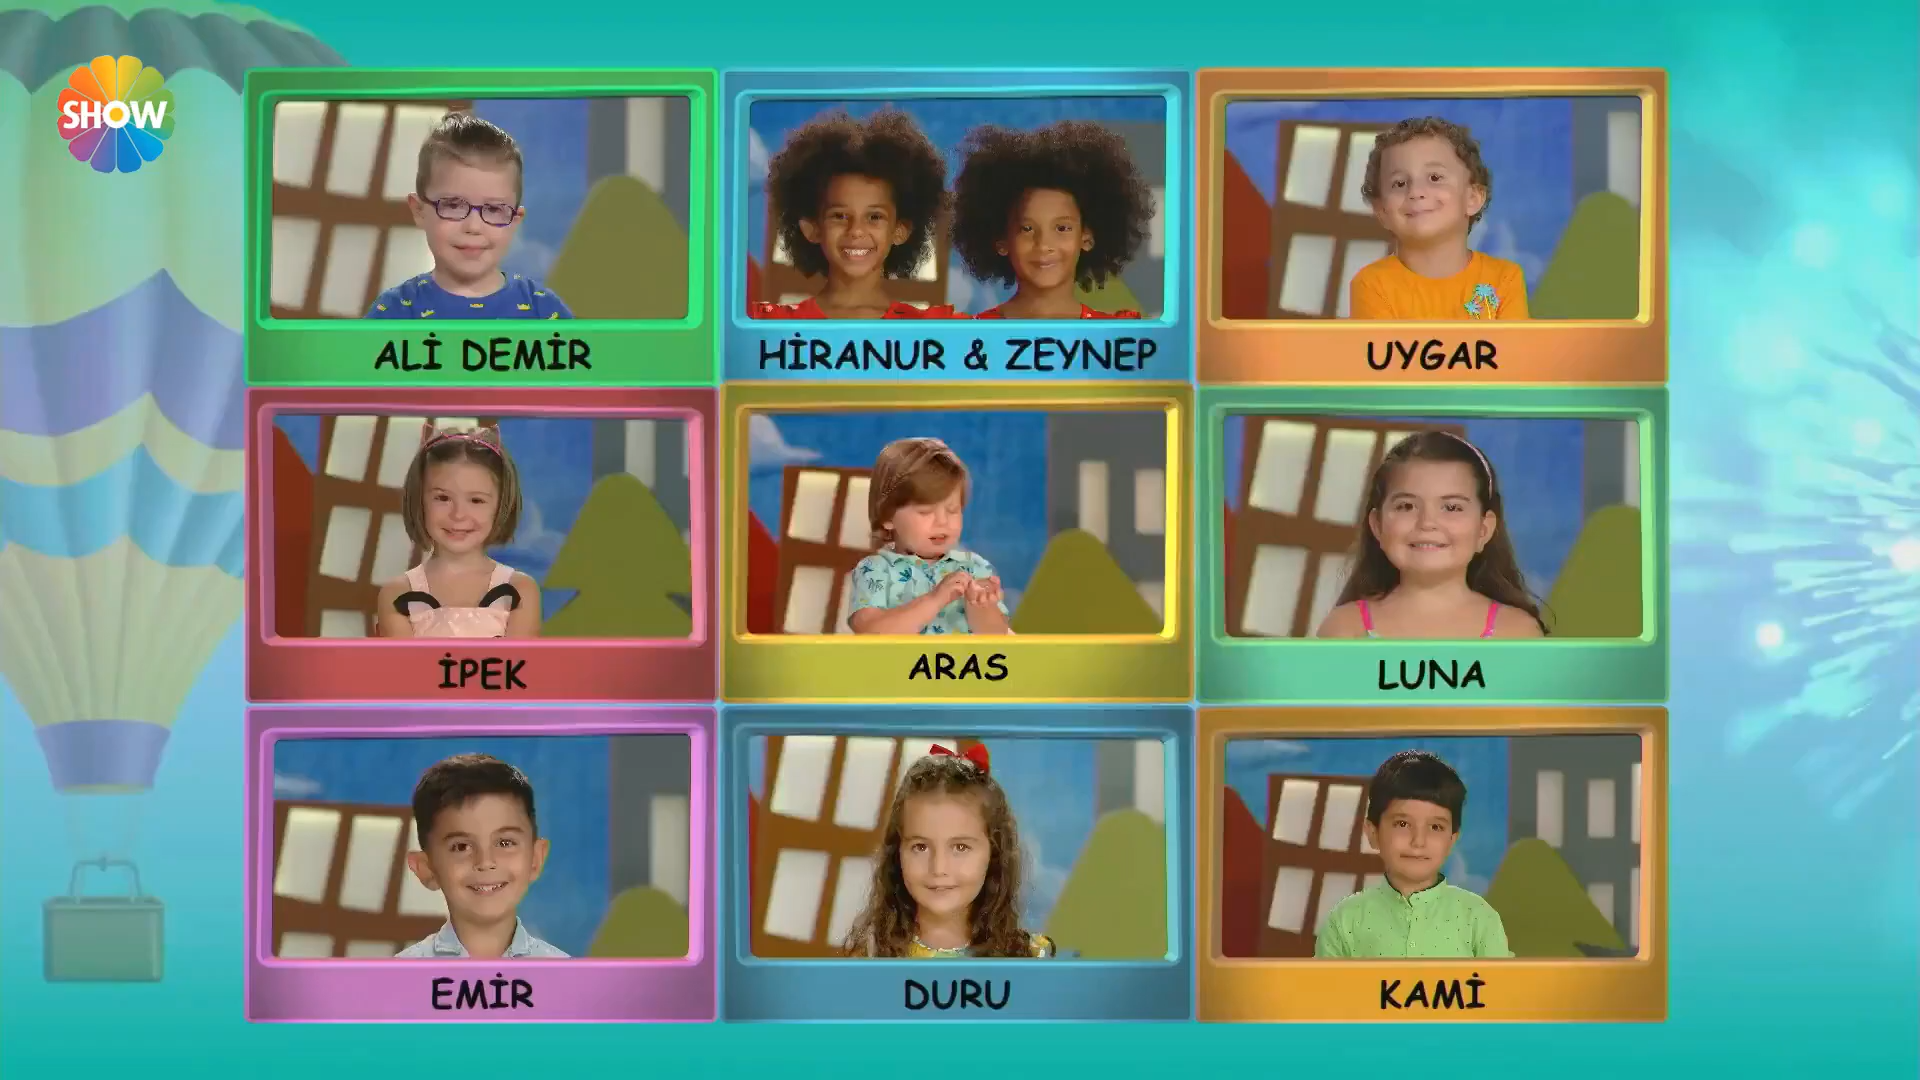 SHOW
ALİ DEMİR
HİRANUR & ZEYNEP
UYGAR
İPEK
ARAS
LUNA
EMİR
DURU
KAMİ